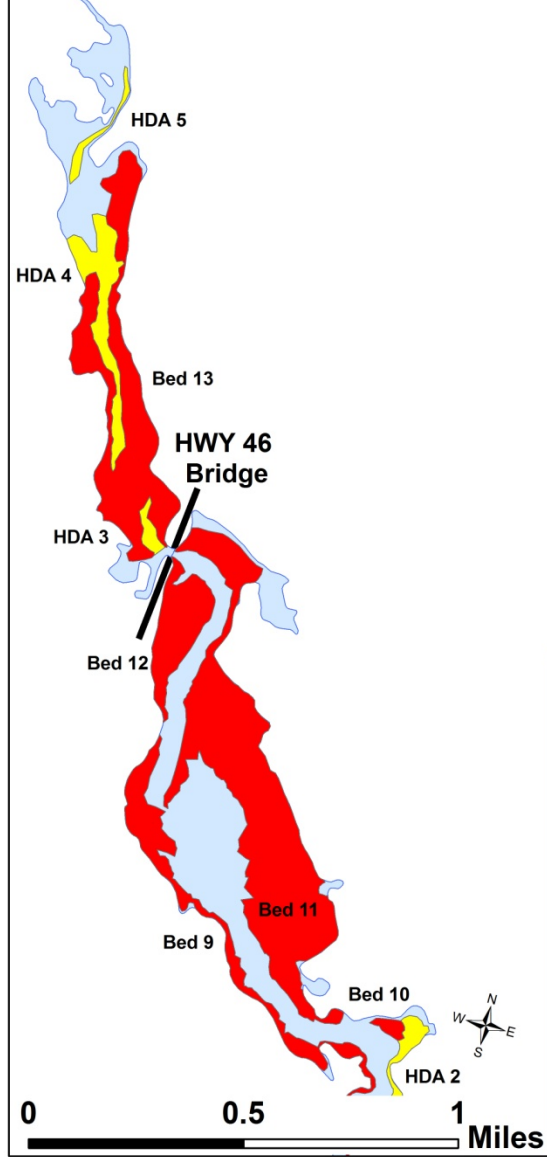 HDA 5
HDA 4
Bed 13
HWY 46
Bridge
HDA 3
Bed 12
Bed 11
Bed 9
Bed 10
N
W
E
S
HDA 2
0 0.5 1
Miles